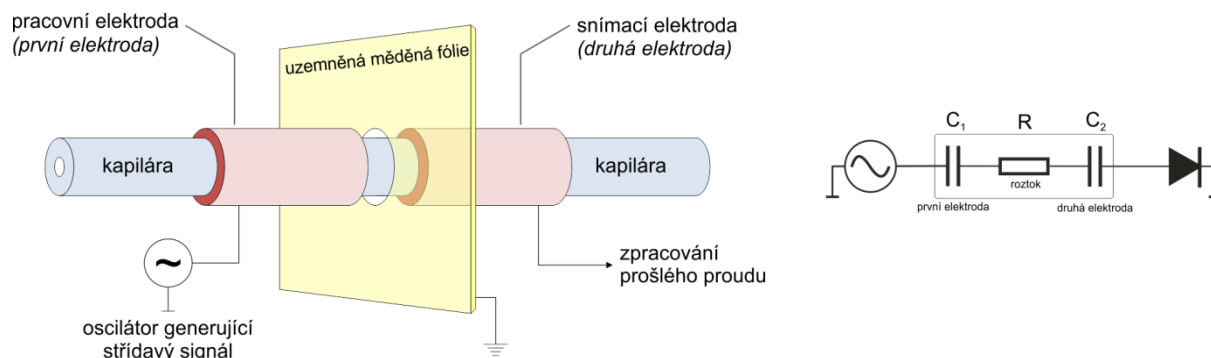 pracovní elektroda
(první elektroda)
snímací elektroda
(druhá elektroda)
uzemněná měděná fólie
kapilára
kapilára
~
oscilátor generující
střídavý signál
zpracování
prošlého proudu
C1
R
C2
roztok
první elektroda
druhá elektroda